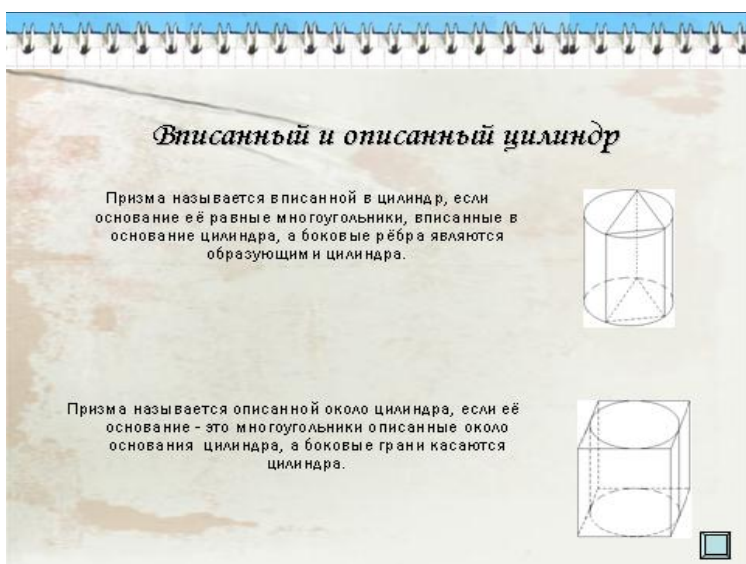 Вписанный и описанный цилиндр
Призма называется вписанной в цилиндр, если
основание её равные многоугольники, вписанные в
основание цилиндра, а боковые рёбра являются
образующими цилиндра.
Призма называется описанной около цилиндра, если её
основание - это многоугольники описанные около
основания цилиндра, а боковые грани касаются
цилиндра.